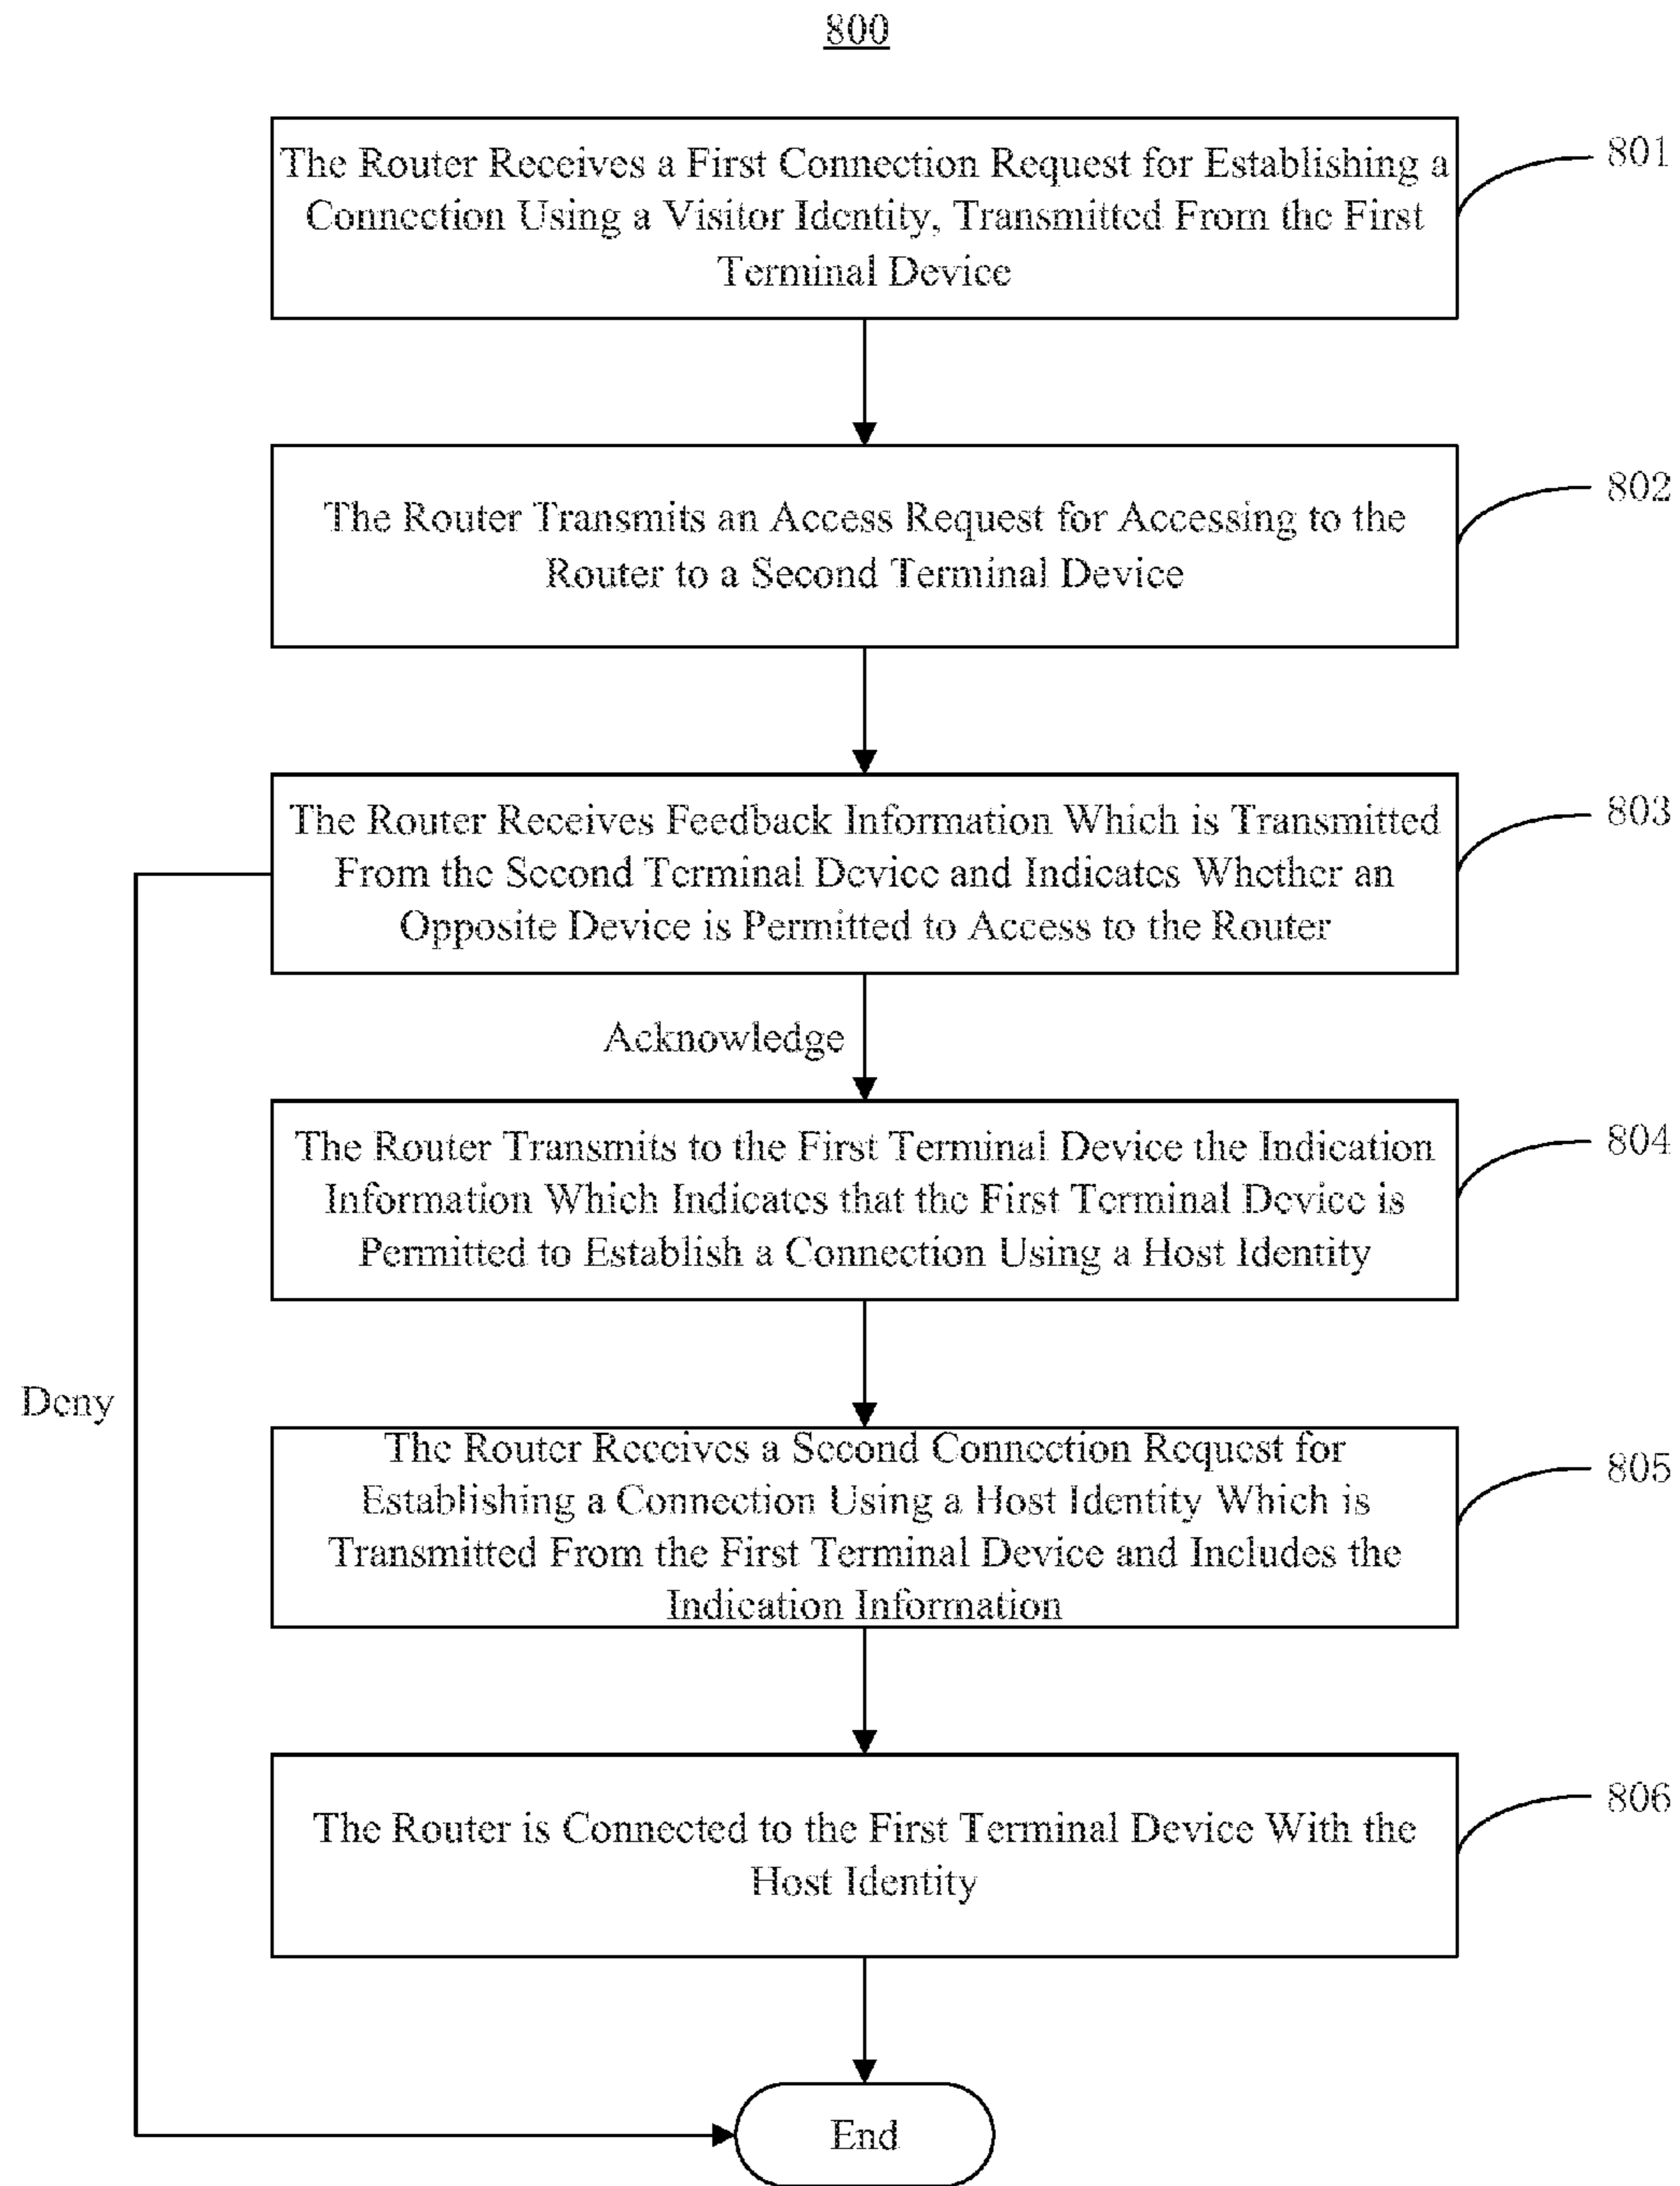 800
The Router Receives a First Connection Request for Establishing a
Connection Using a Visitor Identity, Transmitted From the First
Terminal Device
801
The Router Transmits an Access Request for Accessing to the
Router to a Second Terminal Device
802
The Router Receives Feedback Information Which is Transmitted
From the Second Terminal Device and Indicates Whether an
Opposite Device is Permitted to Access to the Router
803
Acknowledge
The Router Transmits to the First Terminal Device the Indication
Information Which Indicates that the First Terminal Device is
Permitted to Establish a Connection Using a Host Identity
804
Deny
The Router Receives a Second Connection Request for
Establishing a Connection Using a Host Identity Which is
Transmitted From the First Terminal Device and Includes the
Indication Information
805
The Router is Connected to the First Terminal Device With the
Host Identity
806
End